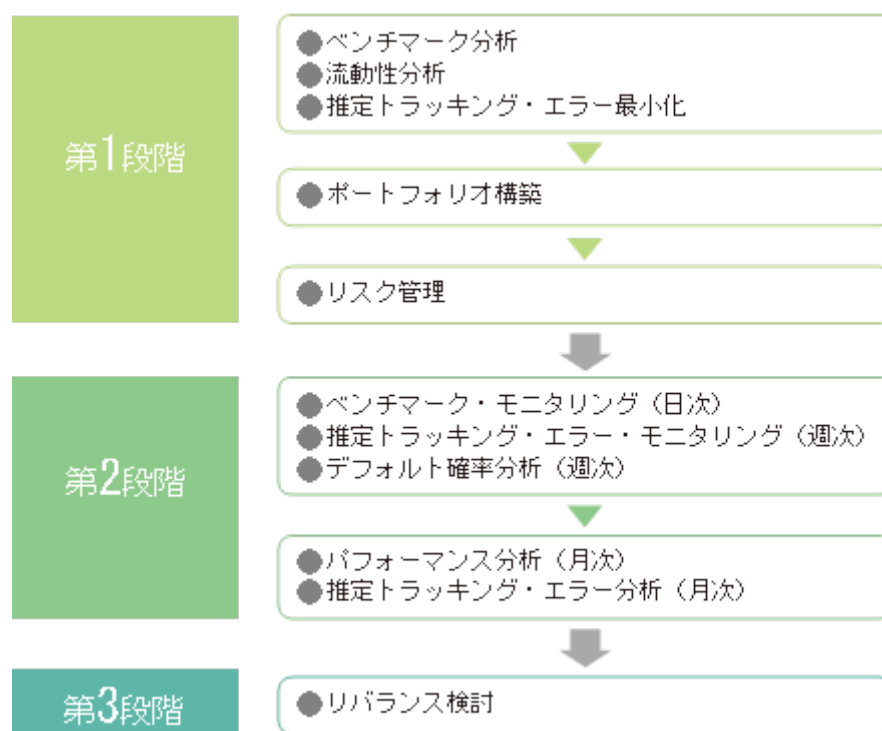 第1段階
●ベンチマーク分析
●流動性分析
●推定トラッキング・エラー最小化
●ポートフォリオ構築
●リスク管理
第2段階
●ベンチマーク・モニタリング（日次）
●推定トラッキング・エラー・モニタリング（週次）
●デフォルト確率分析（週次）
●パフォーマンス分析（月次）
●推定トラッキング・エラー分析（月次）
第3段階
●リバランス検討